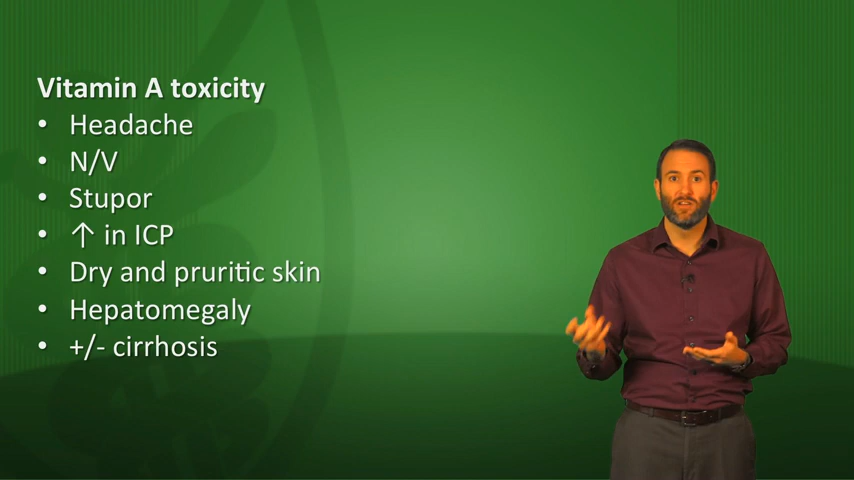 Vitamin A toxicity
• Headache
• N/V
• Stupor
• ↑ in ICP
• Dry and pruritic skin
• Hepatomegaly
• +/- cirrhosis